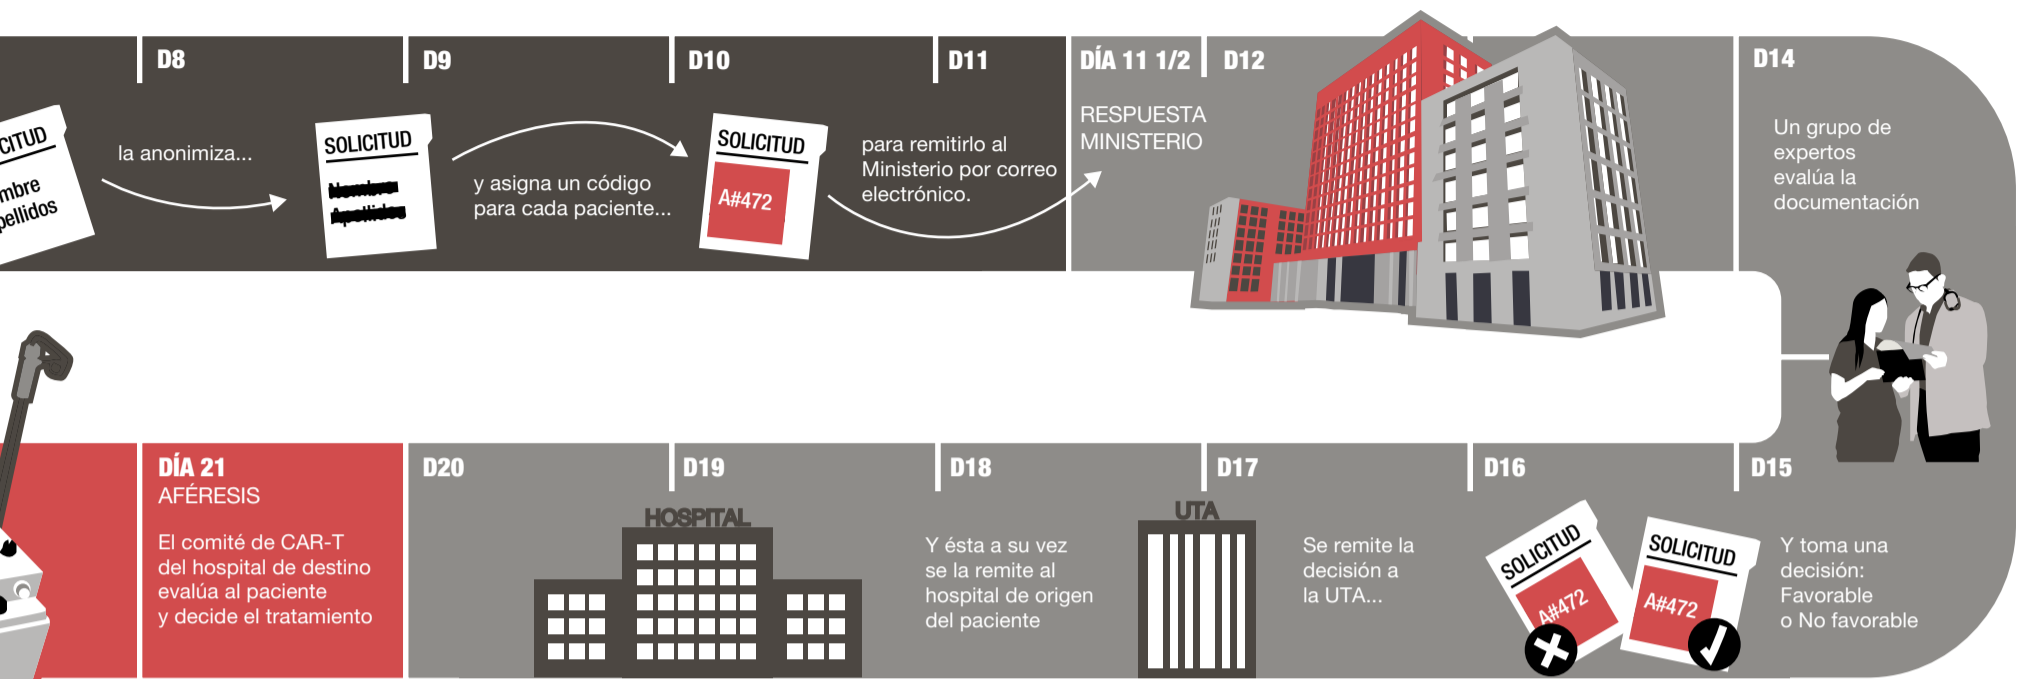 D8
D9
D10
D11
DÍA 11 1/2
D12
D14
RESPUESTA
MINISTERIO
la anonimiza...
SOLICITUD
Nombre
Apellidos
y asigna un código
para cada paciente...
SOLICITUD
A#472
para remitirlo al
Ministerio por correo
electrónico.
Un grupo de
expertos
evalúa la
documentación
D15
Y toma una
decisión:
Favorable
o No favorable
D16
SOLICITUD
A#472
SOLICITUD
A#472
D17
Se remite la
decisión a
la UTA...
UTA
D18
Y ésta a su vez
se la remite al
hospital de origen
del paciente
D19
HOSPITAL
D20
DÍA 21
AFÉRESIS
El comité de CAR-T
del hospital de destino
evalúa al paciente
y decide el tratamiento